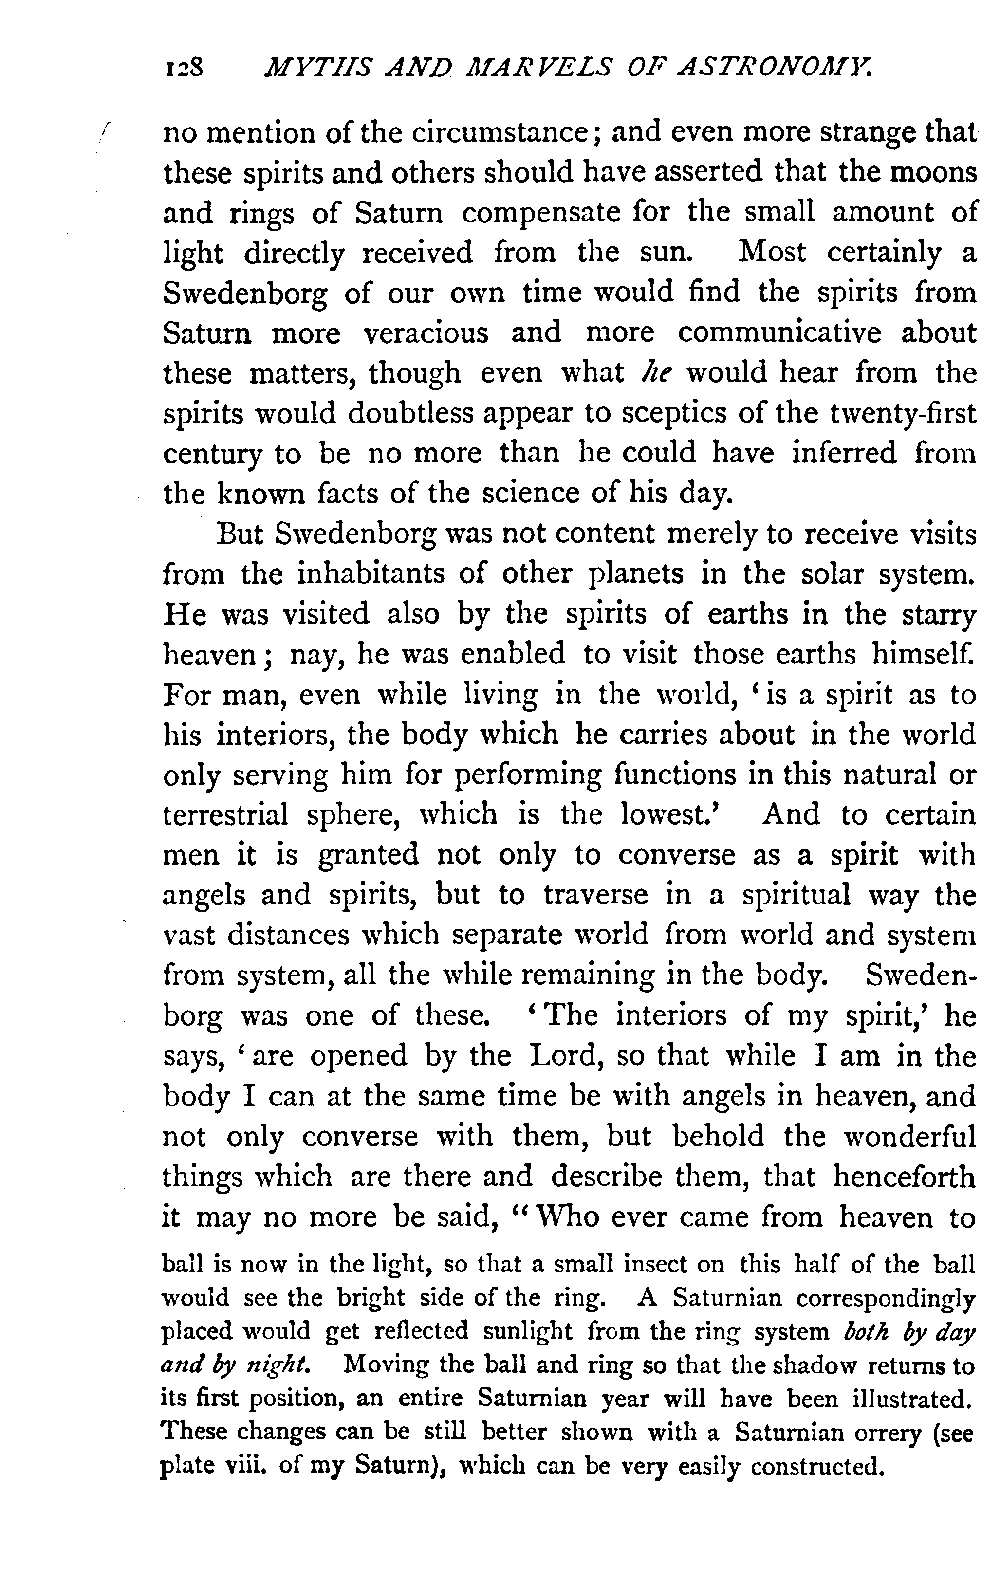 128 MYTHS AND MARVELS OF ASTRONOMY.
no mention of the circumstance; and even more strange that
these spirits and others should have asserted that the moons
and rings of Saturn compensate for the small amount of
light directly received from the sun. Most certainly a
Swedenborg of our own time would find the spirits from
Saturn more veracious and more communicative about
these matters, though even what he would hear from the
spirits would doubtless appear to sceptics of the twenty-first
century to be no more than he could have inferred from
the known facts of the science of his day.
But Swedenborg was not content merely to receive visits
from the inhabitants of other planets in the solar system.
He was visited also by the spirits of earths in the starry
heaven; nay, he was enabled to visit those earths himself.
For man, even while living in the world, ‘is a spirit as to
his interiors, the body which he carries about in the world
only serving him for performing functions in this natural or
terrestrial sphere, which is the lowest.’ And to certain
men it is granted not only to converse as a spirit with
angels and spirits, but to traverse in a spiritual way the
vast distances which separate world from world and system
from system, all the while remaining in the body. Sweden-
borg was one of these. ‘The interiors of my spirit,’ he
says, ‘are opened by the Lord, so that while I am in the
body I can at the same time be with angels in heaven, and
not only converse with them, but behold the wonderful
things which are there and describe them, that henceforth
it may no more be said, “Who ever came from heaven to
ball is now in the light, so that a small insect on this half of the ball
would see the bright side of the ring. A Saturnian correspondingly
placed would get reflected sunlight from the ring system both by day
and by night. Moving the ball and ring so that the shadow returns to
its first position, an entire Saturnian year will have been illustrated.
These changes can be still better shown with a Saturnian orrery (see
plate viii. of my Saturn), which can be very easily constructed.